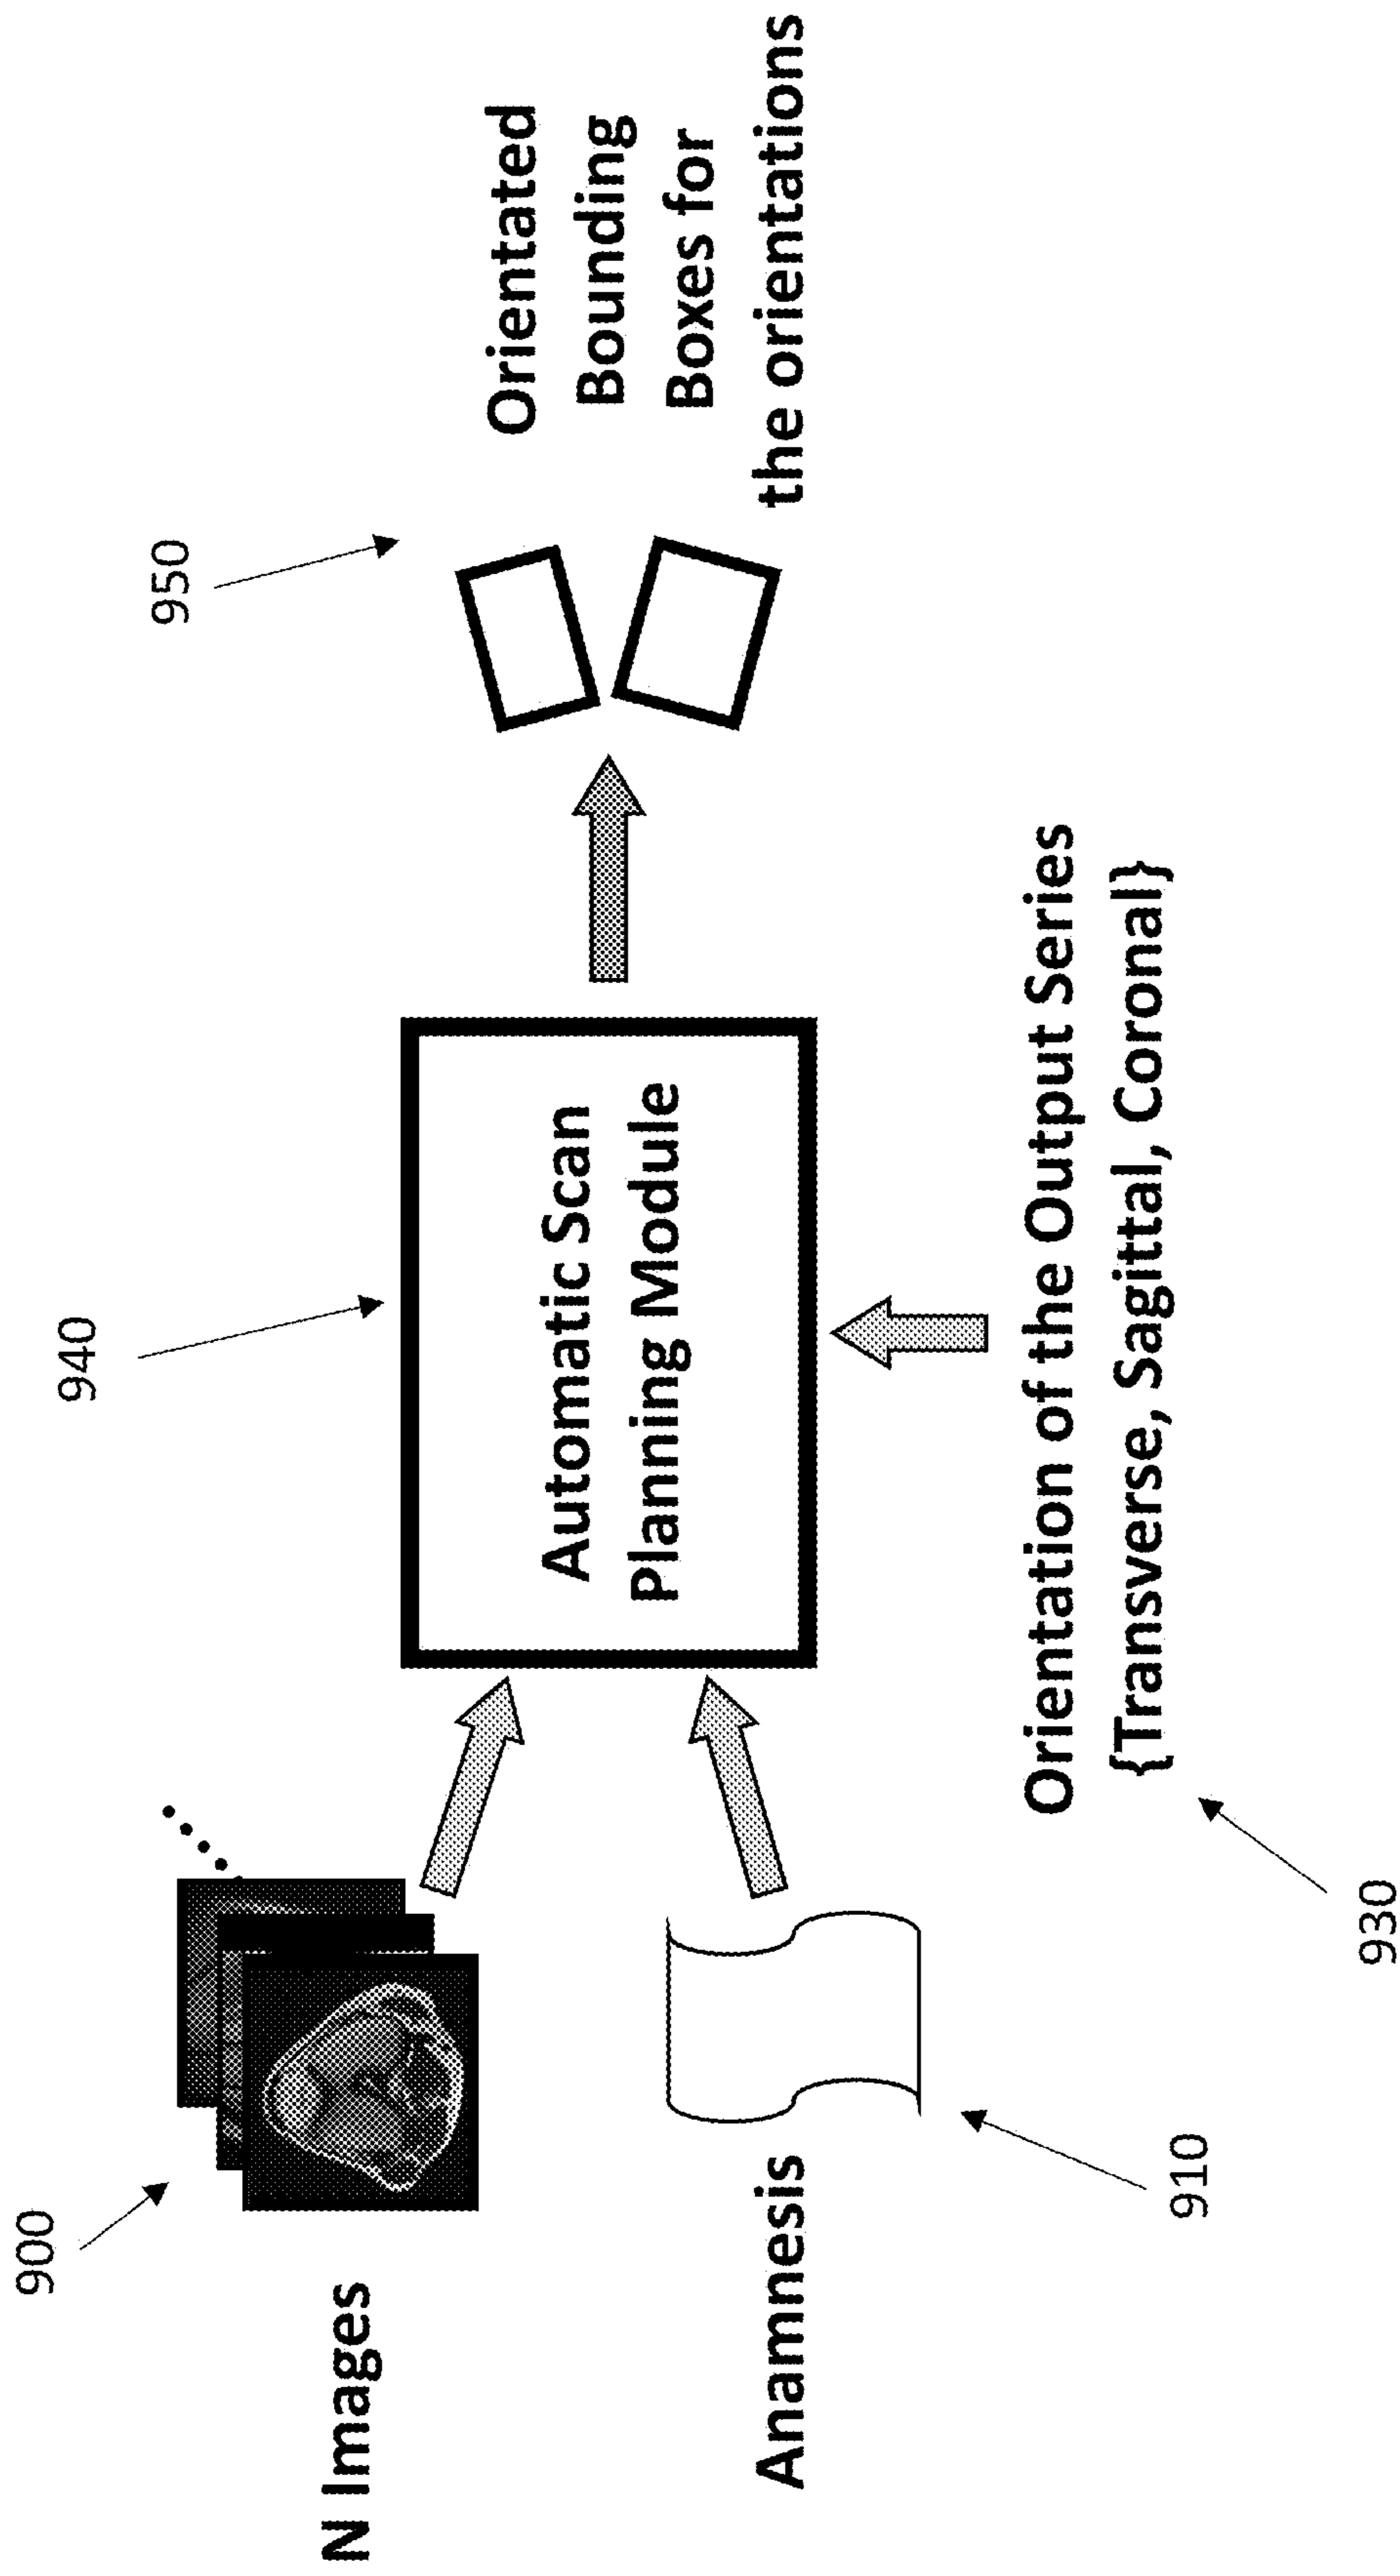 900
N Images
Anamnesis
910
940
Automatic Scan
Planning Module
Orientation of the Output Series
{Transverse, Sagittal, Coronal}
930
950
Orientated
Bounding
Boxes for
the orientations